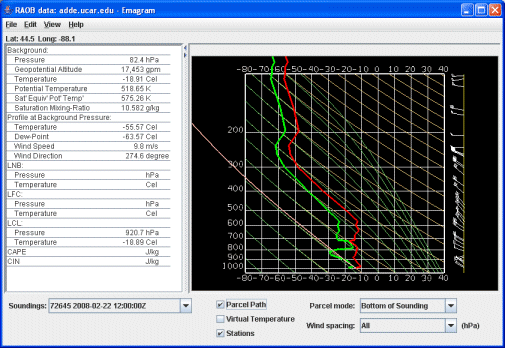 RAOB data: adde.ucar.edu - Emagram
File Edit View Help
Lat: 44.5 Long: -88.1
Background:
Pressure 82.4 hPa
Geopotential Altitude 17,453 gpm
Temperature -18.91 Cel
Potential Temperature 518.65 K
Sat' Equiv' Pot' Temp' 575.26 K
Saturation Mixing-Ratio 10.582 g/kg
Profile at Background Pressure:
Temperature -55.57 Cel
Dew-Point -63.57 Cel
Wind Speed 9.8 m/s
Wind Direction 274.6 degree
LNB:
Pressure hPa
Temperature Cel
LFC:
Pressure hPa
Temperature Cel
LCL:
Pressure 920.7 hPa
Temperature -18.89 Cel
CAPE J/kg
CIN J/kg
-80 -70 -60 -50 -40 -30 -20 -10 0 10 20 30 40
200
300
400
500
600
700
800
900
1000
-80 -70 -60 -50 -40 -30 -20 -10 0 10 20 30 40
Soundings: 72645 2008-02-22 12:00:00Z
Parcel Path
Virtual Temperature
Stations
Parcel mode: Bottom of Sounding
Wind spacing: All (hPa)